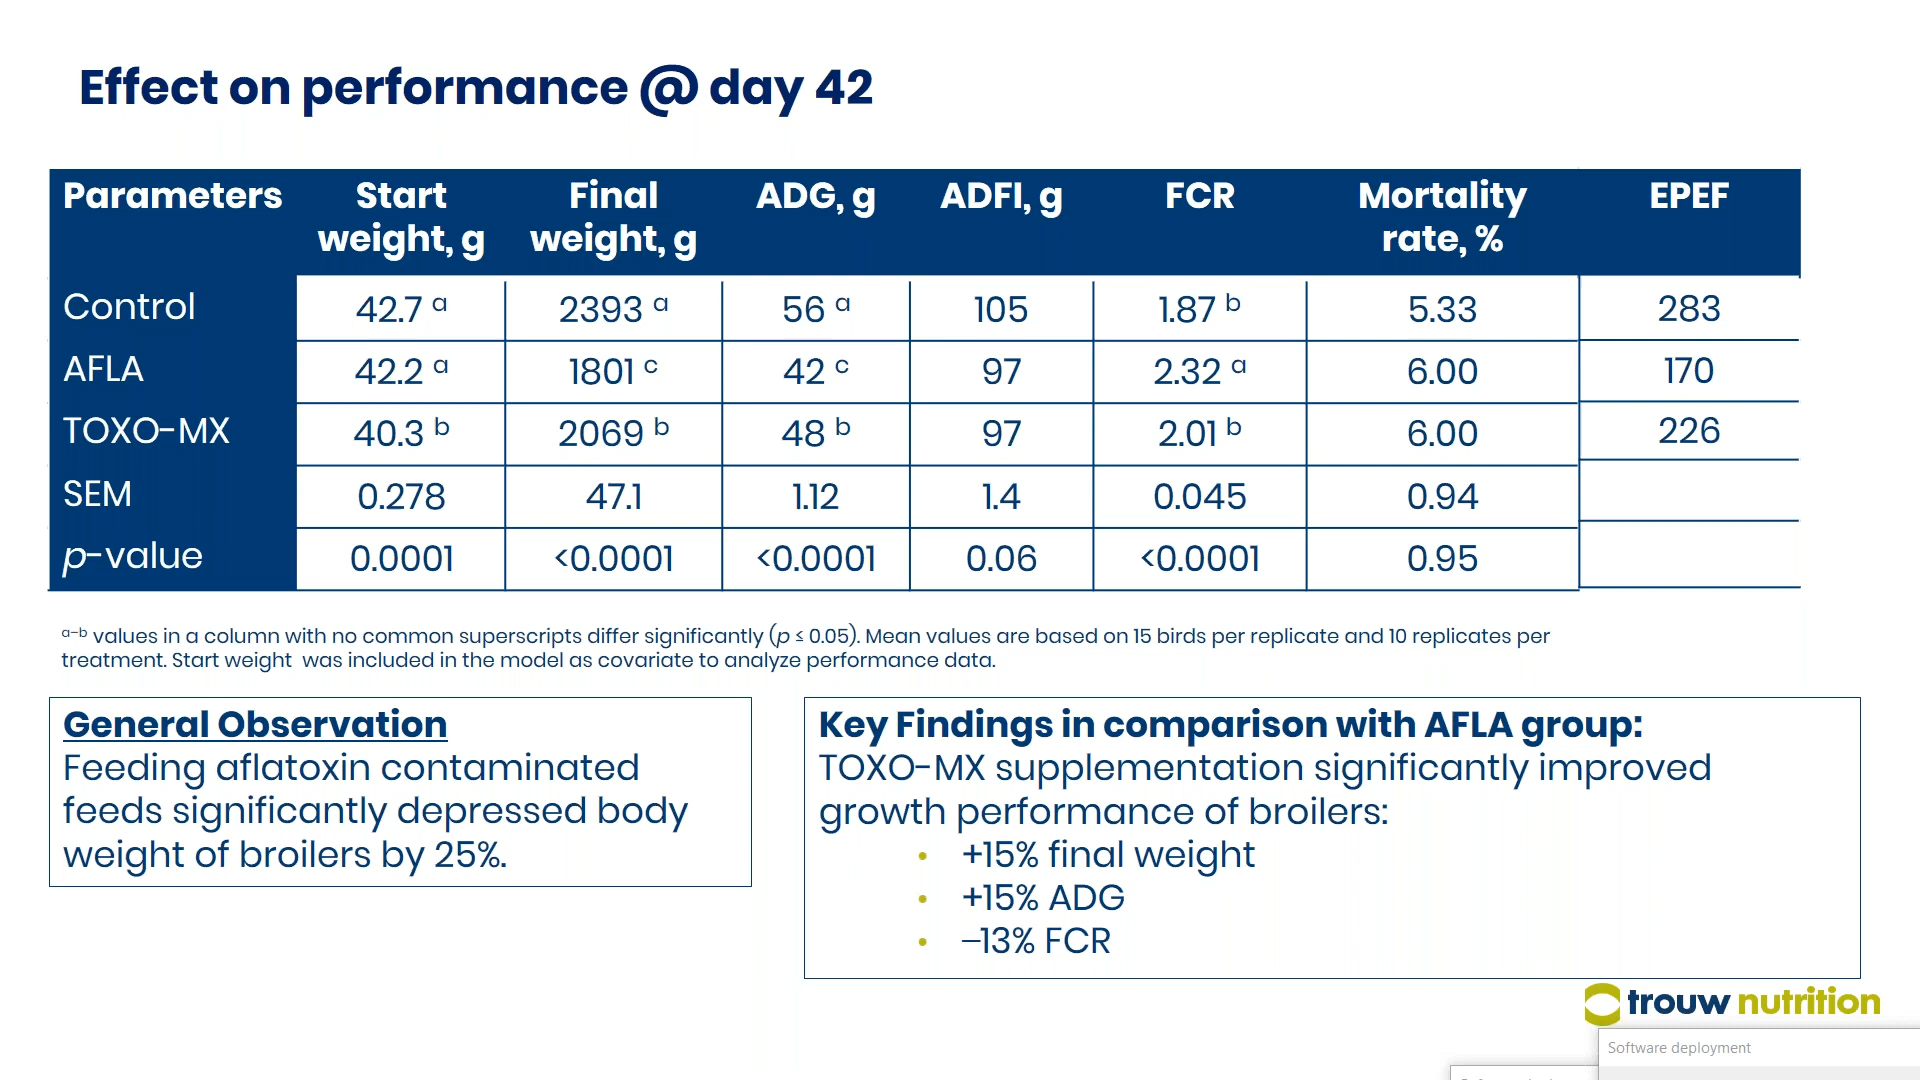 Effect on performance @ day 42
Parameters Start weight, g Final weight, g ADG, g ADFI, g FCR Mortality rate, % EPEF
Control 42.7 a 2393 a 56 a 105 1.87 b 5.33 283
AFLA 42.2 a 1801 c 42 c 97 2.32 a 6.00 170
TOXO-MX 40.3 b 2069 b 48 b 97 2.01 b 6.00 226
SEM 0.278 47.1 1.12 1.4 0.045 0.94
p-value 0.0001 <0.0001 <0.0001 0.06 <0.0001 0.95
a–b values in a column with no common superscripts differ significantly (p ≤ 0.05). Mean values are based on 15 birds per replicate and 10 replicates per
treatment. Start weight was included in the model as covariate to analyze performance data.
General Observation
Feeding aflatoxin contaminated
feeds significantly depressed body
weight of broilers by 25%.
Key Findings in comparison with AFLA group:
TOXO-MX supplementation significantly improved
growth performance of broilers:
• +15% final weight
• +15% ADG
• –13% FCR
trouw nutrition
Software deployment